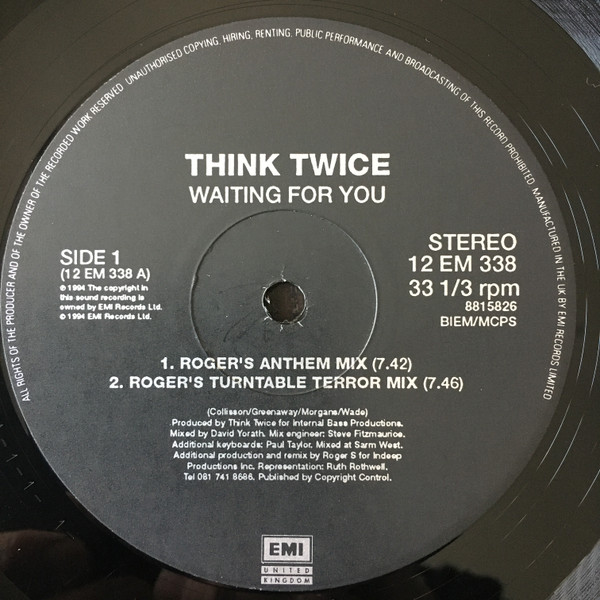 ALL RIGHTS OF THE PRODUCER AND OF THE OWNER OF THE RECORDED WORK RESERVED. UNAUTHORISED COPYING, HIRING, RENTING, PUBLIC PERFORMANCE AND BROADCASTING OF THIS RECORD PROHIBITED. MANUFACTURED IN THE UK BY EMI RECORDS LIMITED
THINK TWICE
WAITING FOR YOU
SIDE 1
(12 EM 338 A)
℗ 1994 The copyright in
this sound recording is
owned by EMI Records Ltd.
© 1994 EMI Records Ltd.
STEREO
12 EM 338
33 1/3 rpm
8815826
BIEM/MCPS
1. ROGER'S ANTHEM MIX (7.42)
2. ROGER'S TURNTABLE TERROR MIX (7.46)
(Collisson/Greenaway/Morgans/Wade)
Produced by Think Twice for Internal Bass Productions.
Mixed by David Yorath. Mix engineer: Steve Fitzmaurice.
Additional keyboards: Paul Taylor. Mixed at Sarm West.
Additional production and remix by Roger S for Indeep
Productions Inc. Representation: Ruth Rothwell.
Tel 081 741 8686. Published by Copyright Control.
EMI
UNITED
KINGDOM